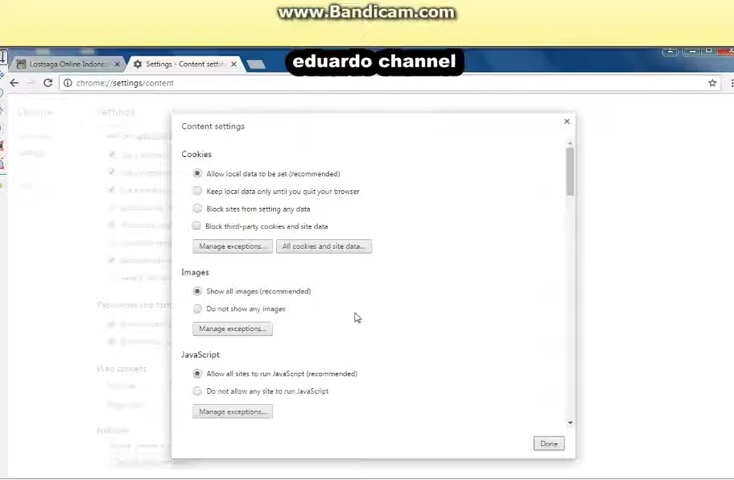 www.Bandicam.com
Lostsaga Online Indone
Settings - Content settin
eduardo channel
chrome://settings/content
Settings
Content settings
Cookies
Allow local data to be set (recommended)
Keep local data only until you quit your browser
Block sites from setting any data
Block third-party cookies and site data
Manage exceptions...
All cookies and site data...
Images
Show all images (recommended)
Do not show any images
Manage exceptions...
JavaScript
Allow all sites to run JavaScript (recommended)
Do not allow any site to run JavaScript
Manage exceptions...
Done
Web content